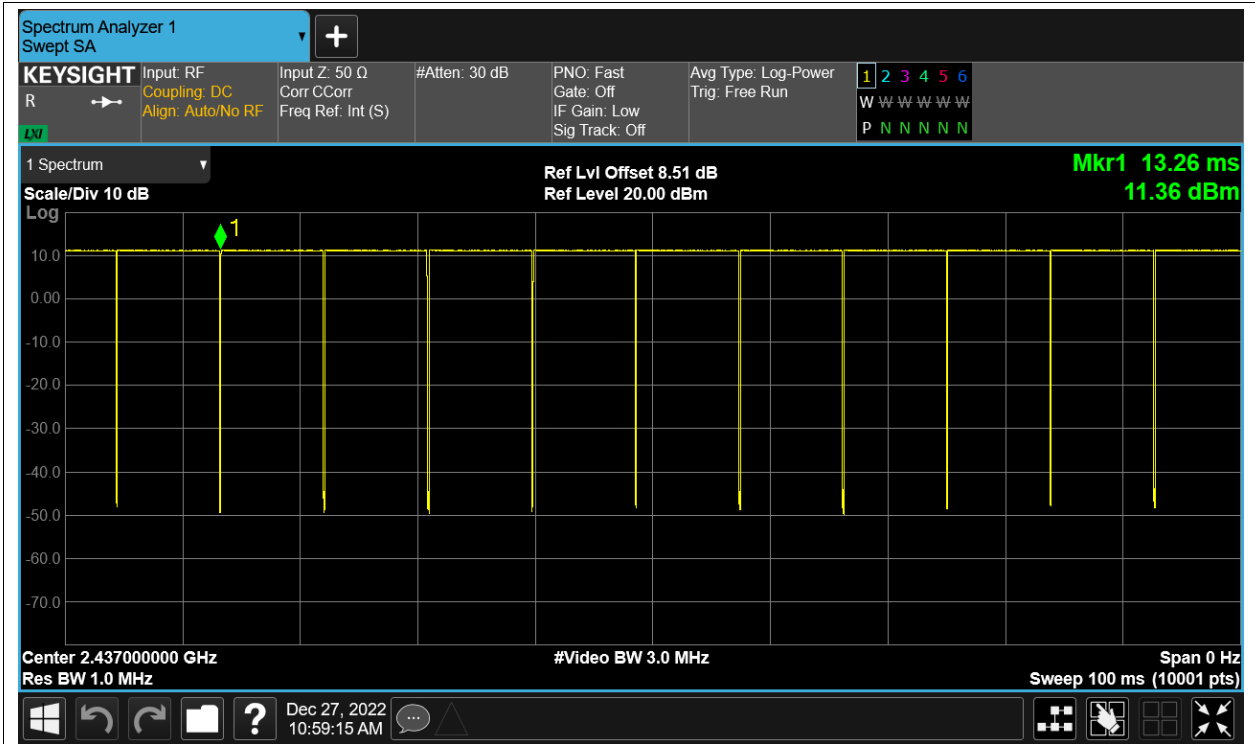 Spectrum Analyzer 1
Swept SA
+
KEYSIGHT
R
LXI
Input: RF
Coupling: DC
Align: Auto/No RF
Input Z: 50 Ω
Corr CCorr
Freq Ref: Int (S)
#Atten: 30 dB
PNO: Fast
Gate: Off
IF Gain: Low
Sig Track: Off
Avg Type: Log-Power
Trig: Free Run
1 2 3 4 5 6
W W W W W W
P N N N N N
1 Spectrum
Scale/Div 10 dB
Log
Ref Lvl Offset 8.51 dB
Ref Level 20.00 dBm
Mkr1 13.26 ms
11.36 dBm
1
10.0
0.00
-10.0
-20.0
-30.0
-40.0
-50.0
-60.0
-70.0
Center 2.437000000 GHz
Res BW 1.0 MHz
#Video BW 3.0 MHz
Span 0 Hz
Sweep 100 ms (10001 pts)
?
Dec 27, 2022
10:59:15 AM